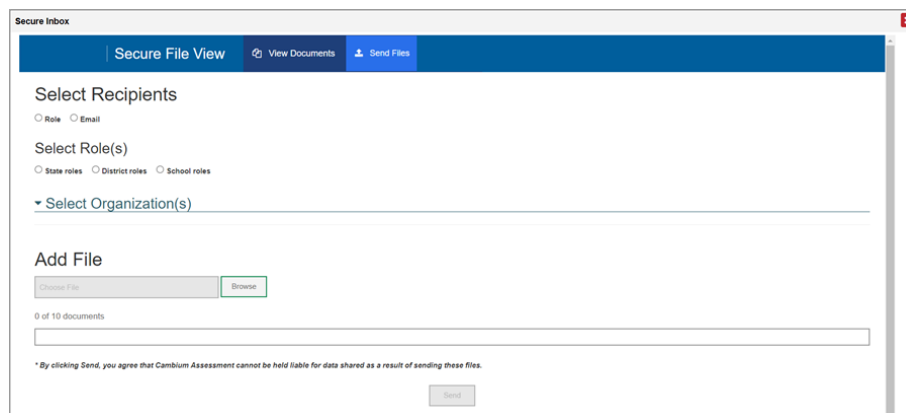 Secure Inbox
Secure File View View Documents Send Files
Select Recipients
Role Email
Select Role(s)
State roles District roles School roles
Select Organization(s)
Add File
Choose File Browse
0 of 10 documents
* By clicking Send, you agree that Cambium Assessment cannot be held liable for data shared as a result of sending these files.
Send